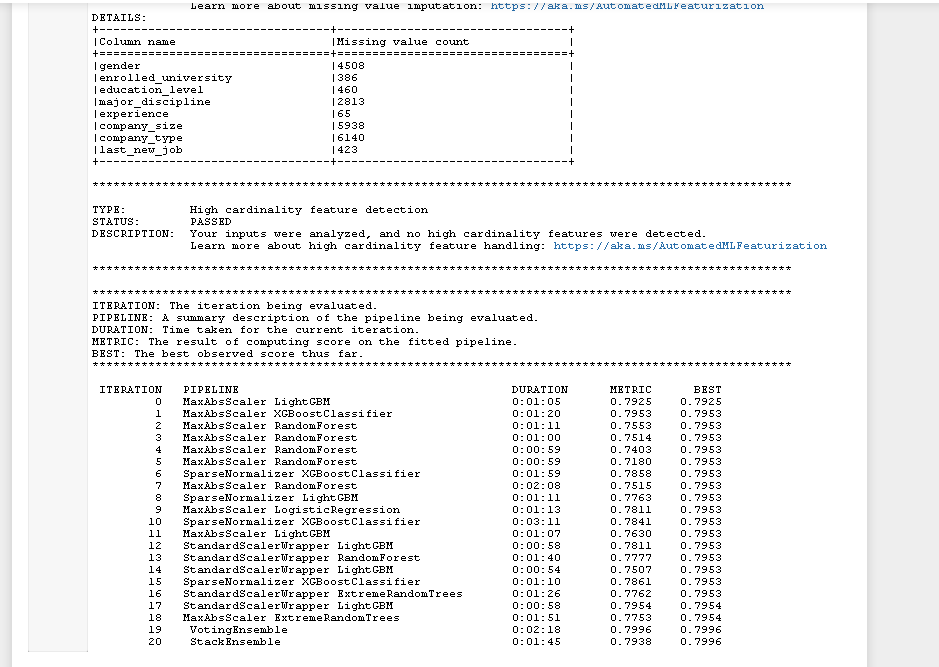 Learn more about missing value imputation: https://aka.ms/AutomatedMLFeaturization
DETAILS:
+---------------------------------+---------------------------------+
|Column name |Missing value count |
+=================================+=================================+
|gender |4508 |
|enrolled_university |386 |
|education_level |460 |
|major_discipline |2813 |
|experience |65 |
|company_size |5938 |
|company_type |6140 |
|last_new_job |423 |
+---------------------------------+---------------------------------+
****************************************************************************************************
TYPE: High cardinality feature detection
STATUS: PASSED
DESCRIPTION: Your inputs were analyzed, and no high cardinality features were detected.
Learn more about high cardinality feature handling: https://aka.ms/AutomatedMLFeaturization
****************************************************************************************************
****************************************************************************************************
ITERATION: The iteration being evaluated.
PIPELINE: A summary description of the pipeline being evaluated.
DURATION: Time taken for the current iteration.
METRIC: The result of computing score on the fitted pipeline.
BEST: The best observed score thus far.
****************************************************************************************************
ITERATION PIPELINE DURATION METRIC BEST
0 MaxAbsScaler LightGBM 0:01:05 0.7925 0.7925
1 MaxAbsScaler XGBoostClassifier 0:01:20 0.7953 0.7953
2 MaxAbsScaler RandomForest 0:01:11 0.7553 0.7953
3 MaxAbsScaler RandomForest 0:01:00 0.7514 0.7953
4 MaxAbsScaler RandomForest 0:00:59 0.7403 0.7953
5 MaxAbsScaler RandomForest 0:00:59 0.7180 0.7953
6 SparseNormalizer XGBoostClassifier 0:01:59 0.7858 0.7953
7 MaxAbsScaler RandomForest 0:02:08 0.7515 0.7953
8 SparseNormalizer LightGBM 0:01:11 0.7763 0.7953
9 MaxAbsScaler LogisticRegression 0:01:13 0.7811 0.7953
10 SparseNormalizer XGBoostClassifier 0:03:11 0.7841 0.7953
11 MaxAbsScaler LightGBM 0:01:07 0.7630 0.7953
12 StandardScalerWrapper LightGBM 0:00:58 0.7811 0.7953
13 StandardScalerWrapper RandomForest 0:01:40 0.7777 0.7953
14 StandardScalerWrapper LightGBM 0:00:54 0.7507 0.7953
15 SparseNormalizer XGBoostClassifier 0:01:10 0.7861 0.7953
16 StandardScalerWrapper ExtremeRandomTrees 0:01:26 0.7762 0.7953
17 StandardScalerWrapper LightGBM 0:00:58 0.7954 0.7954
18 MaxAbsScaler ExtremeRandomTrees 0:01:51 0.7753 0.7954
19 VotingEnsemble 0:02:18 0.7996 0.7996
20 StackEnsemble 0:01:45 0.7938 0.7996